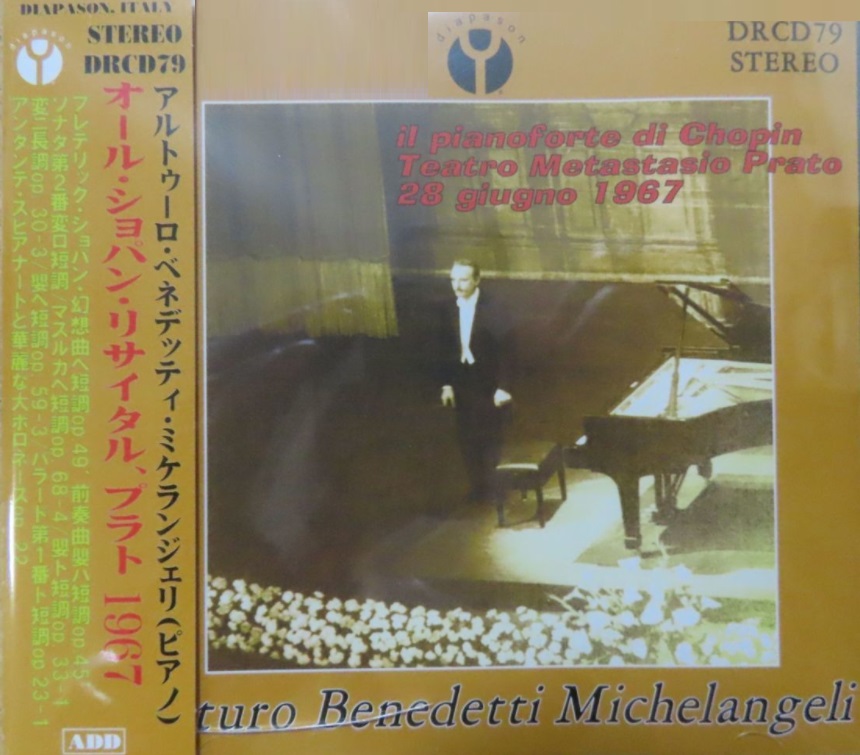 DIAPASON, ITALY
STEREO
DRCD79
diapason
アルトゥーロ・ベネデッティ・ミケランジェリ(ピアノ)
オール・ショパン・リサイタル、プラト 1967
フレデリック・ショパン・幻想曲ヘ短調op.49、前奏曲嬰ハ短調op.45
ソナタ第2番変ロ短調/マズルカヘ短調op.68-4、嬰ト短調op.33-1
変ニ長調op.30-3、嬰ヘ短調op.59-3、バラード第1番ト短調op.23-1
アンダンテ・スピアナートと華麗な大ポロネーズop.22
ADD
diapason
DRCD79
STEREO
il pianoforte di Chopin
Teatro Metastasio Prato
28 giugno 1967
turo Benedetti Michelangeli